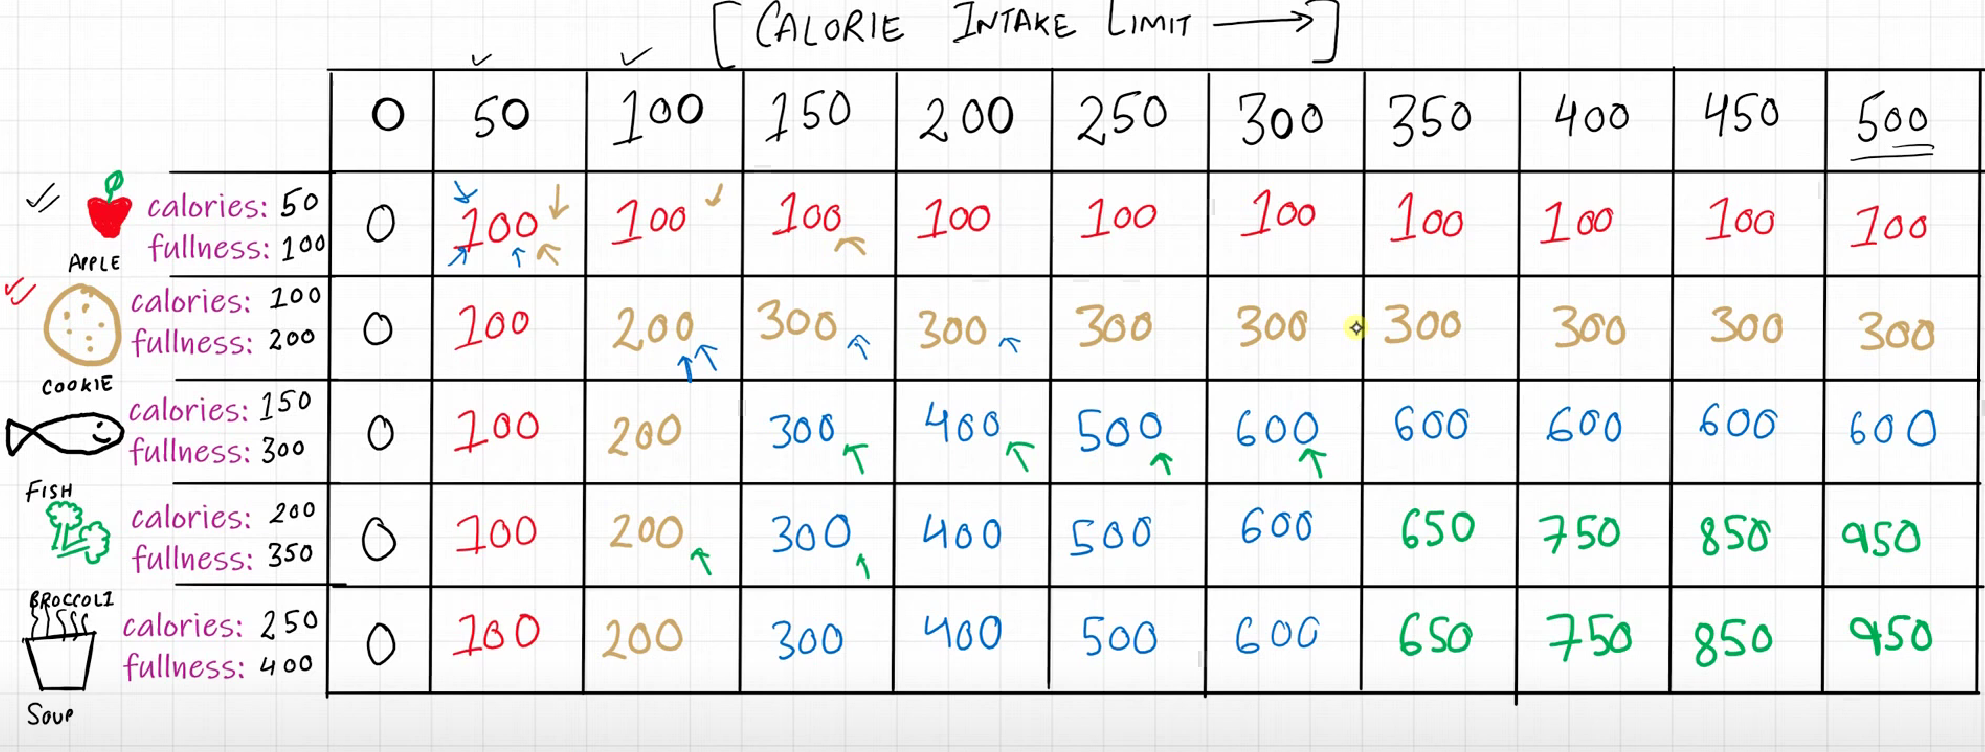 [ CALORIE INTAKE LIMIT → ]
0 50 100 150 200 250 300 350 400 450 500
calories: 50
fullness: 100
APPLE
0 100 100 100 100 100 100 100 100 100 100
calories: 100
fullness: 200
COOKIE
0 100 200 300 300 300 300 300 300 300 300
calories: 150
fullness: 300
FISH
0 100 200 300 400 500 600 600 600 600 600
calories: 200
fullness: 350
BROCCOLI
0 100 200 300 400 500 600 650 750 850 950
calories: 250
fullness: 400
SOUP
0 100 200 300 400 500 600 650 750 850 950